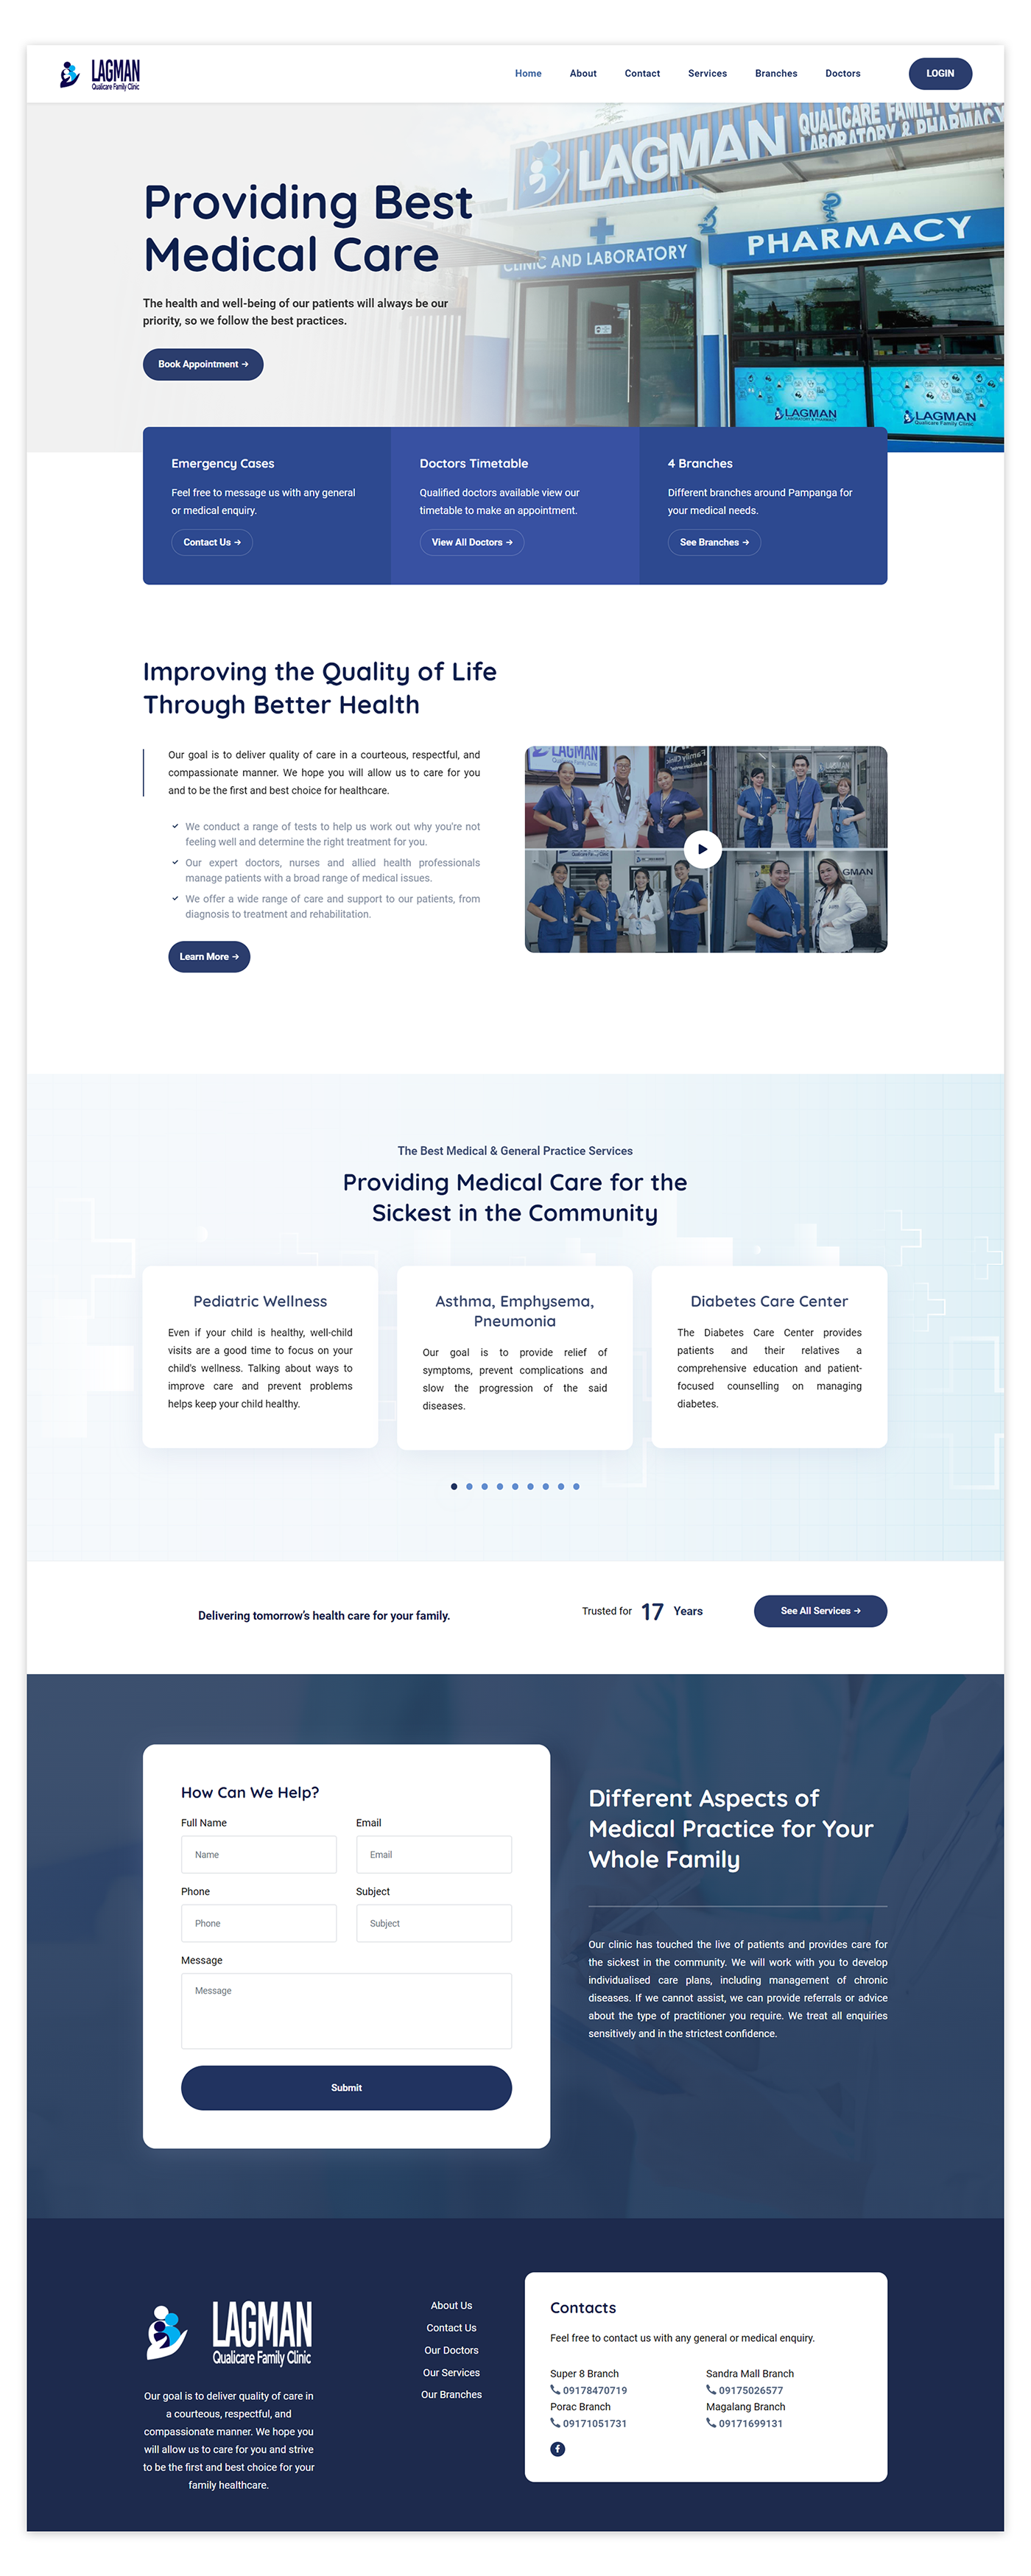 LAGMAN
Qualicare Family Clinic
Home
About
Contact
Services
Branches
Doctors
LOGIN
LAGMAN
QUALICARE FAMILY CLINIC
LABORATORY & PHARMACY
CLINIC AND LABORATORY
PHARMACY
LAGMAN
LAGMAN
Qualicare Family Clinic
Providing Best
Medical Care
The health and well-being of our patients will always be our
priority, so we follow the best practices.
Book Appointment →
Emergency Cases
Feel free to message us with any general
or medical enquiry.
Contact Us →
Doctors Timetable
Qualified doctors available view our
timetable to make an appointment.
View All Doctors →
4 Branches
Different branches around Pampanga for
your medical needs.
See Branches →
Improving the Quality of Life
Through Better Health
Our goal is to deliver quality of care in a courteous, respectful, and
compassionate manner. We hope you will allow us to care for you
and to be the first and best choice for healthcare.
We conduct a range of tests to help us work out why you're not
feeling well and determine the right treatment for you.
Our expert doctors, nurses and allied health professionals
manage patients with a broad range of medical issues.
We offer a wide range of care and support to our patients, from
diagnosis to treatment and rehabilitation.
Learn More →
LAGMAN
GMAN
The Best Medical & General Practice Services
Providing Medical Care for the
Sickest in the Community
Pediatric Wellness
Even if your child is healthy, well-child
visits are a good time to focus on your
child's wellness. Talking about ways to
improve care and prevent problems
helps keep your child healthy.
Asthma, Emphysema,
Pneumonia
Our goal is to provide relief of
symptoms, prevent complications and
slow the progression of the said
diseases.
Diabetes Care Center
The Diabetes Care Center provides
patients and their relatives a
comprehensive education and patient-
focused counselling on managing
diabetes.
Delivering tomorrow's health care for your family.
Trusted for 17 Years
See All Services →
How Can We Help?
Full Name
Email
Name
Email
Phone
Subject
Phone
Subject
Message
Message
Submit
Different Aspects of
Medical Practice for Your
Whole Family
Our clinic has touched the live of patients and provides care for
the sickest in the community. We will work with you to develop
individualised care plans, including management of chronic
diseases. If we cannot assist, we can provide referrals or advice
about the type of practitioner you require. We treat all enquiries
sensitively and in the strictest confidence.
LAGMAN
Qualicare Family Clinic
Our goal is to deliver quality of care in
a courteous, respectful, and
compassionate manner. We hope you
will allow us to care for you and strive
to be the first and best choice for your
family healthcare.
About Us
Contact Us
Our Doctors
Our Services
Our Branches
Contacts
Feel free to contact us with any general or medical enquiry.
Super 8 Branch
09178470719
Porac Branch
09171051731
Sandra Mall Branch
09175026577
Magalang Branch
09171699131